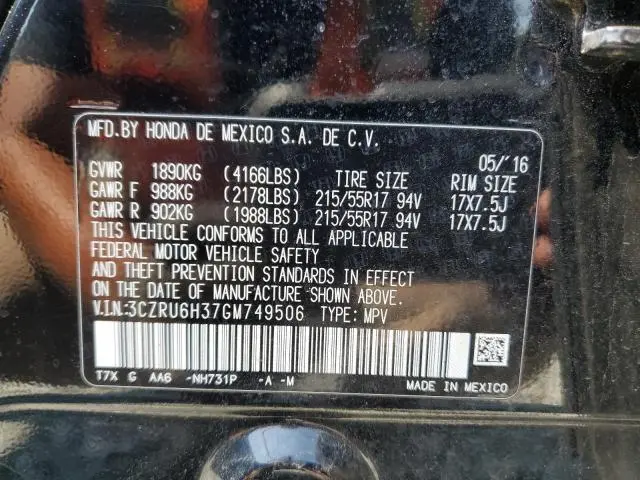 MFD.BY HONDA DE MEXICO S.A. DE C.V.
05/'16
GVWR 1890KG (4166LBS) TIRE SIZE RIM SIZE
GAWR F 988KG (2178LBS) 215/55R17 94V 17X7.5J
GAWR R 902KG (1988LBS) 215/55R17 94V 17X7.5J
THIS VEHICLE CONFORMS TO ALL APPLICABLE
FEDERAL MOTOR VEHICLE SAFETY
AND THEFT PREVENTION STANDARDS IN EFFECT
ON THE DATE OF MANUFACTURE SHOWN ABOVE.
V.I.N:3CZRU6H37GM749506 TYPE: MPV
T7X G AA6 -NH731P -A -M
MADE IN MEXICO